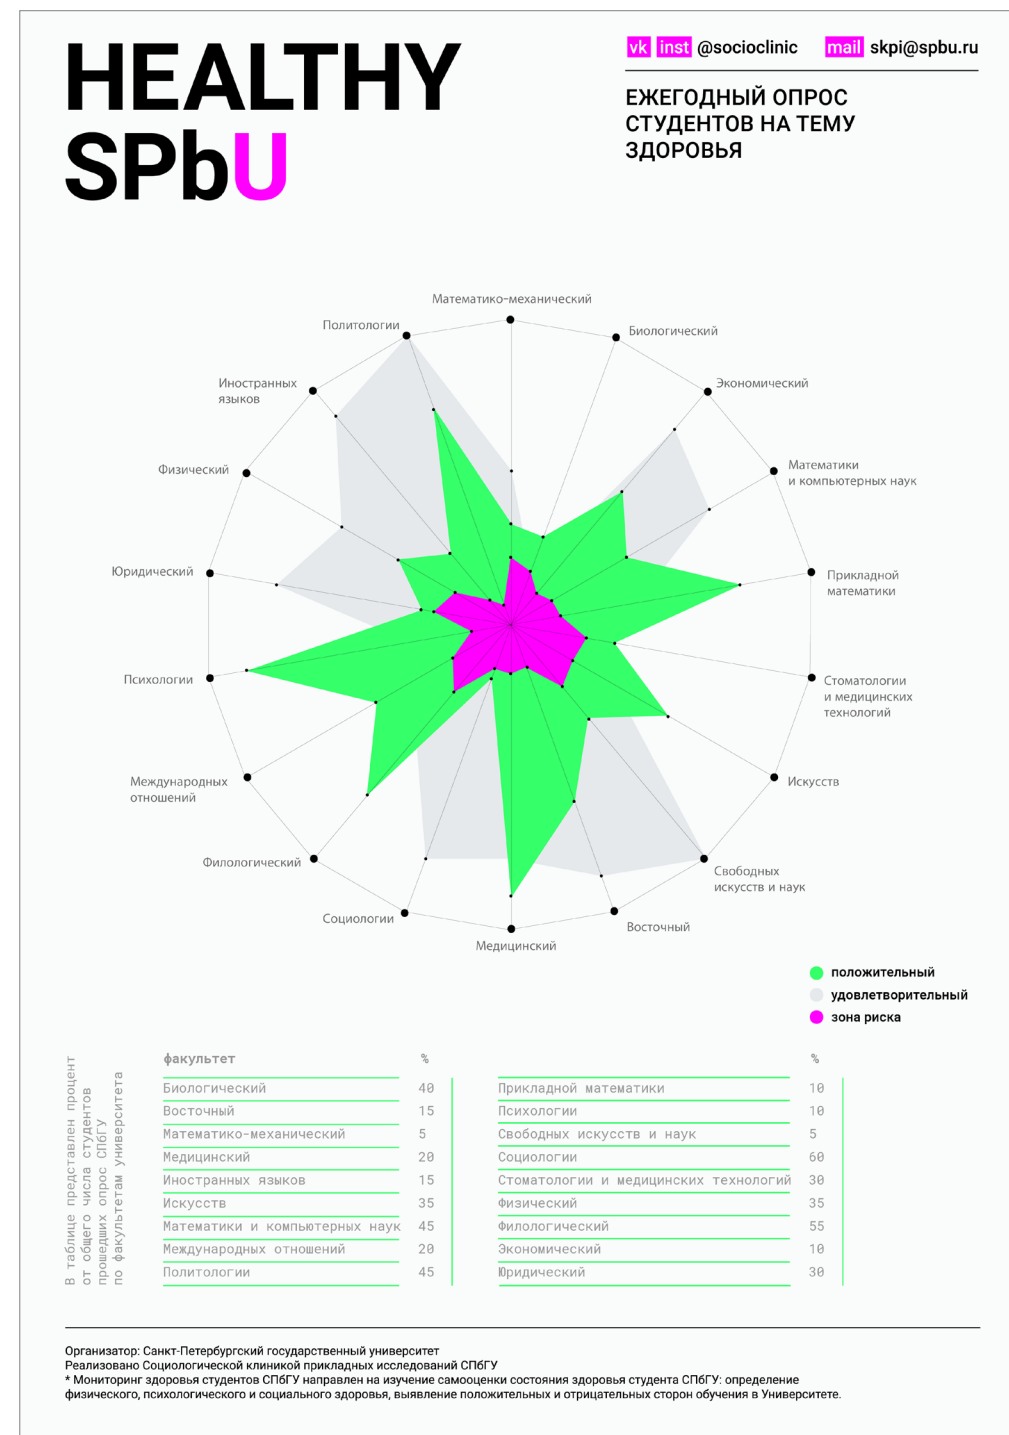 HEALTHY
SPbU
vk inst @socioclinic mail skpi@spbu.ru
ЕЖЕГОДНЫЙ ОПРОС
СТУДЕНТОВ НА ТЕМУ
ЗДОРОВЬЯ
Математико-механический
Биологический
Экономический
Математики
и компьютерных наук
Прикладной
математики
Стоматологии
и медицинских
технологий
Искусств
Свободных
искусств и наук
Восточный
Медицинский
Социологии
Филологический
Международных
отношений
Психологии
Юридический
Физический
Иностранных
языков
Политологии
положительный
удовлетворительный
зона риска
В таблице представлен процент
от общего числа студентов
прошедших опрос СПбГУ
по факультетам университета
факультет %
Биологический 40
Восточный 15
Математико-механический 5
Медицинский 20
Иностранных языков 15
Искусств 35
Математики и компьютерных наук 45
Международных отношений 20
Политологии 45
%
Прикладной математики 10
Психологии 10
Свободных искусств и наук 5
Социологии 60
Стоматологии и медицинских технологий 30
Физический 35
Филологический 55
Экономический 10
Юридический 30
Организатор: Санкт-Петербургский государственный университет
Реализовано Социологической клиникой прикладных исследований СПбГУ
* Мониторинг здоровья студентов СПбГУ направлен на изучение самооценки состояния здоровья студента СПбГУ: определение
физического, психологического и социального здоровья, выявление положительных и отрицательных сторон обучения в Университете.